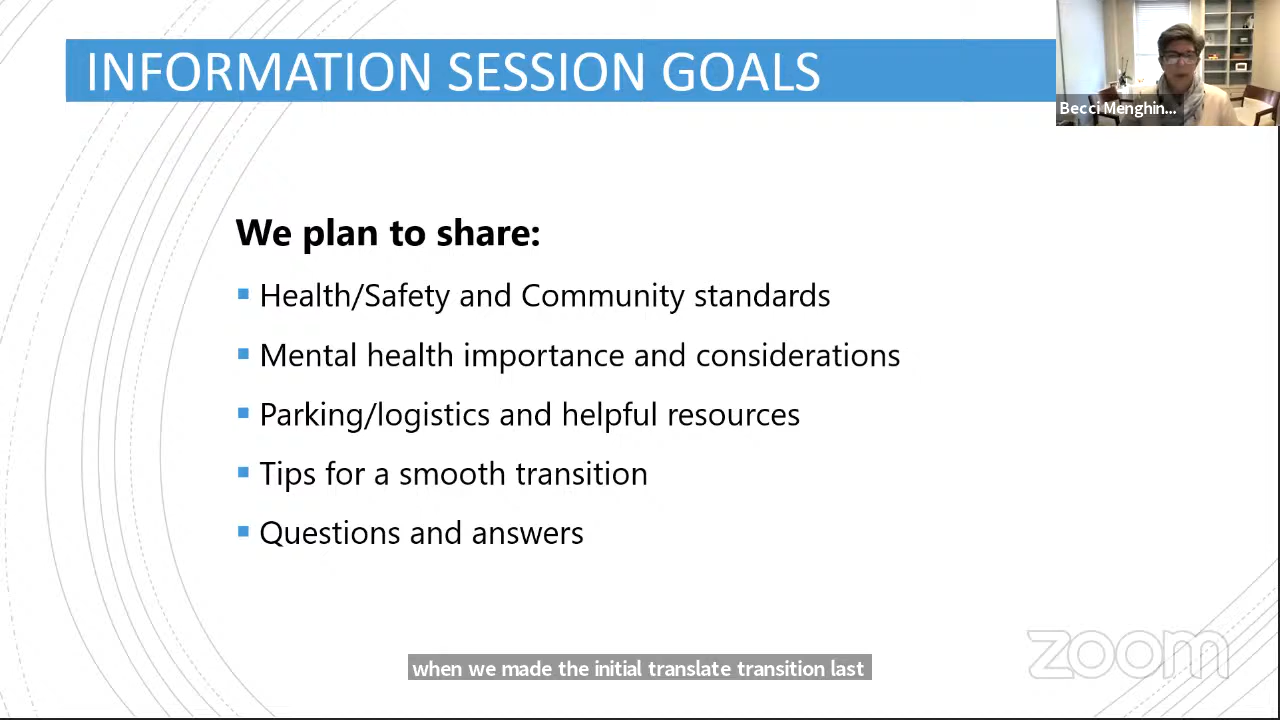 INFORMATION SESSION GOALS
Becci Menghin...
We plan to share:
Health/Safety and Community standards
Mental health importance and considerations
Parking/logistics and helpful resources
Tips for a smooth transition
Questions and answers
zoom
when we made the initial translate transition last